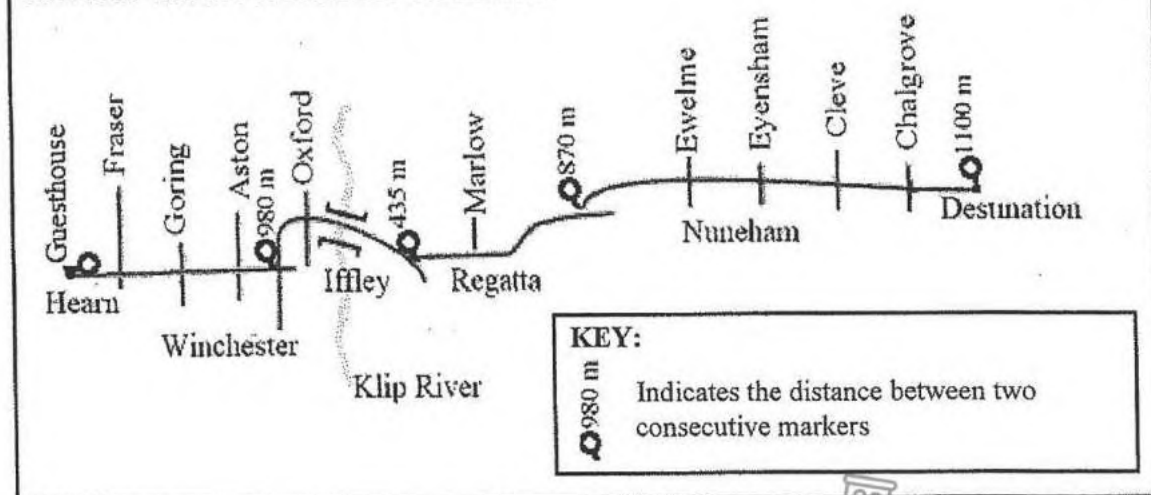 Guesthouse
Fraser
Goring
Aston
980 m
Oxford
435 m
Marlow
870 m
Ewelme
Eyensham
Cleve
Chalgrove
1100 m
Hearn
Winchester
Iffley
Klip River
Regatta
Nuneham
Destination
KEY:
980 m
Indicates the distance between two
consecutive markers